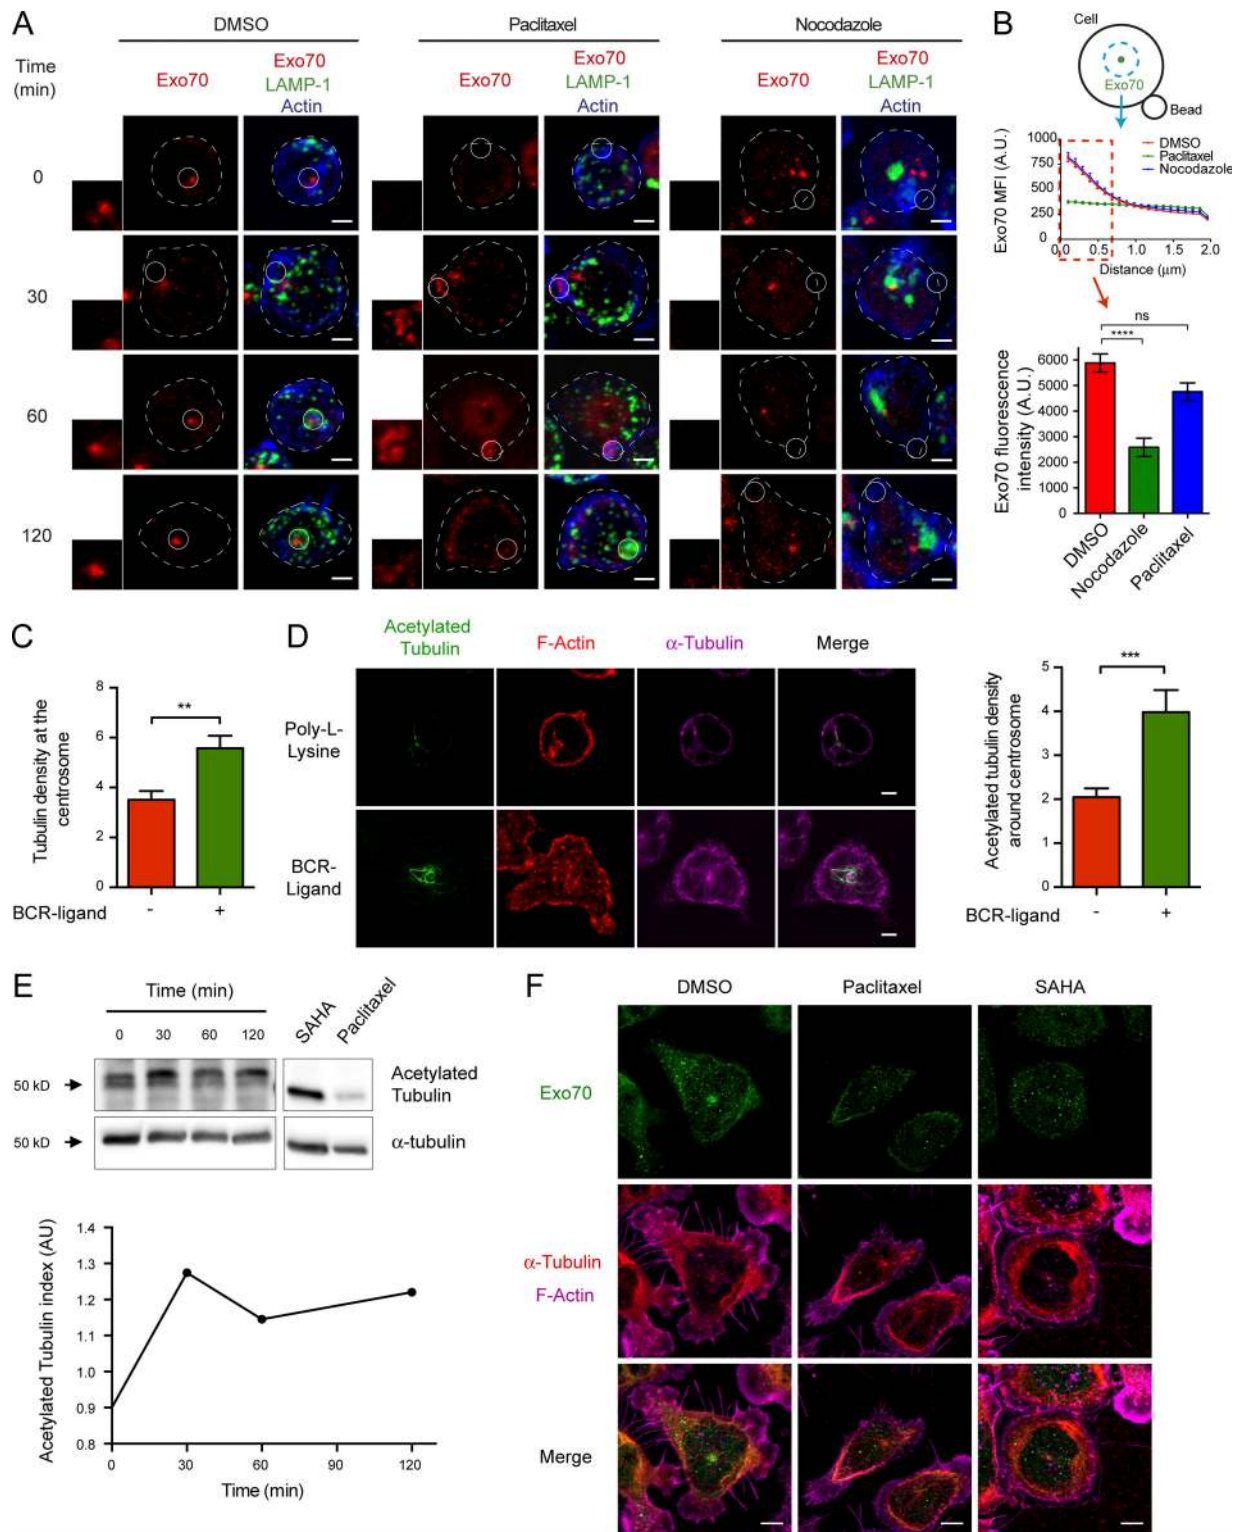 A
DMSO
Paclitaxel
Nocodazole
Time
(min)
Exo70
Exo70
LAMP-1
Actin
Exo70
Exo70
LAMP-1
Actin
Exo70
Exo70
LAMP-1
Actin
0
30
60
120
B
Cell
Exo70
Bead
Exo70 MFI (A.U.)
1000
750
500
250
0
DMSO
Paclitaxel
Nocodazole
0.0 0.5 1.0 1.5 2.0
Distance (μm)
ns
****
Exo70 fluorescence
intensity (A.U.)
6000
5000
4000
3000
2000
1000
0
DMSO
Nocodazole
Paclitaxel
C
Tubulin density at the
centrosome
8
6
4
2
0
**
BCR-ligand - +
D
Acetylated
Tubulin
F-Actin
α-Tubulin
Merge
Poly-L-
Lysine
BCR-
Ligand
Acetylated tubulin density
around centrosome
5
4
3
2
1
0
***
BCR-ligand - +
E
Time (min)
0 30 60 120
SAHA
Paclitaxel
50 kD
Acetylated
Tubulin
50 kD
α-tubulin
Acetylated Tubulin index (AU)
1.4
1.3
1.2
1.1
1.0
0.9
0.8
0 30 60 90 120
Time (min)
F
DMSO
Paclitaxel
SAHA
Exo70
α-Tubulin
F-Actin
Merge